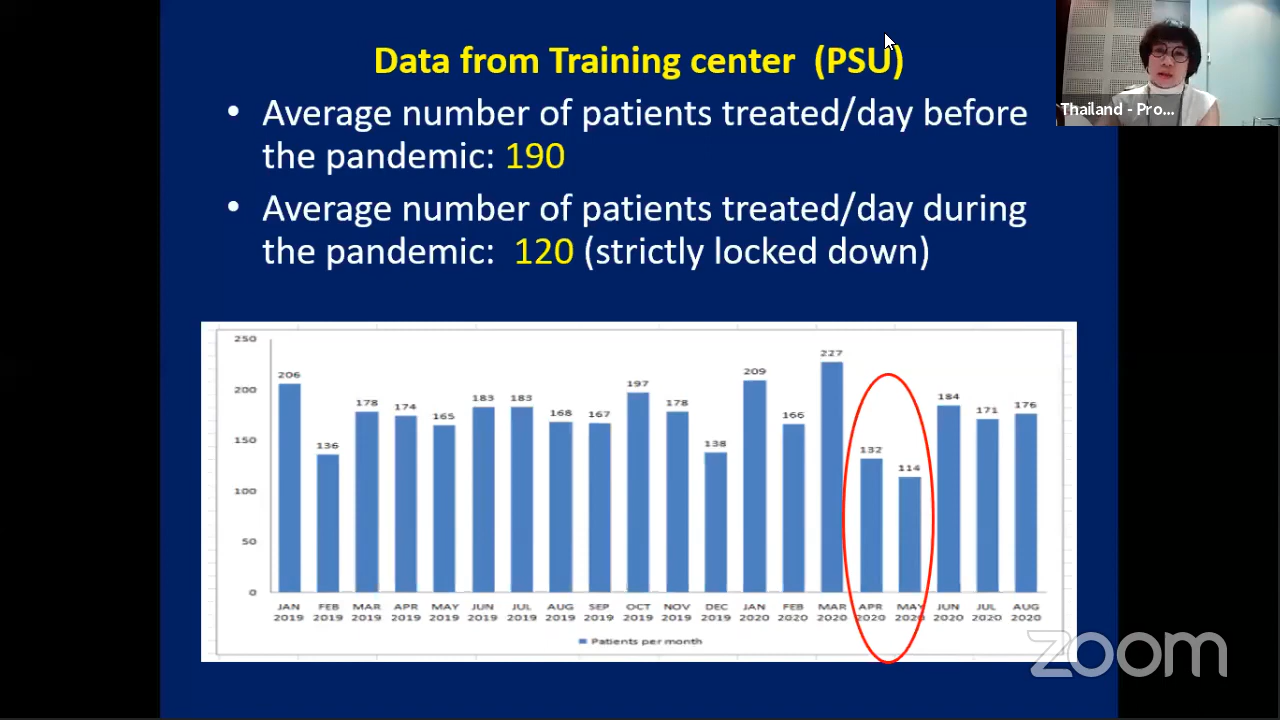 Data from Training center (PSU)
• Average number of patients treated/day before
the pandemic: 190
• Average number of patients treated/day during
the pandemic: 120 (strictly locked down)
Thailand - Pro...
250
200
150
100
50
0
206
136
178
174
165
183
183
168
167
197
178
138
209
166
227
132
114
184
171
176
JAN 2019
FEB 2019
MAR 2019
APR 2019
MAY 2019
JUN 2019
JUL 2019
AUG 2019
SEP 2019
OCT 2019
NOV 2019
DEC 2019
JAN 2020
FEB 2020
MAR 2020
APR 2020
MAY 2020
JUN 2020
JUL 2020
AUG 2020
Patients per month
zoom